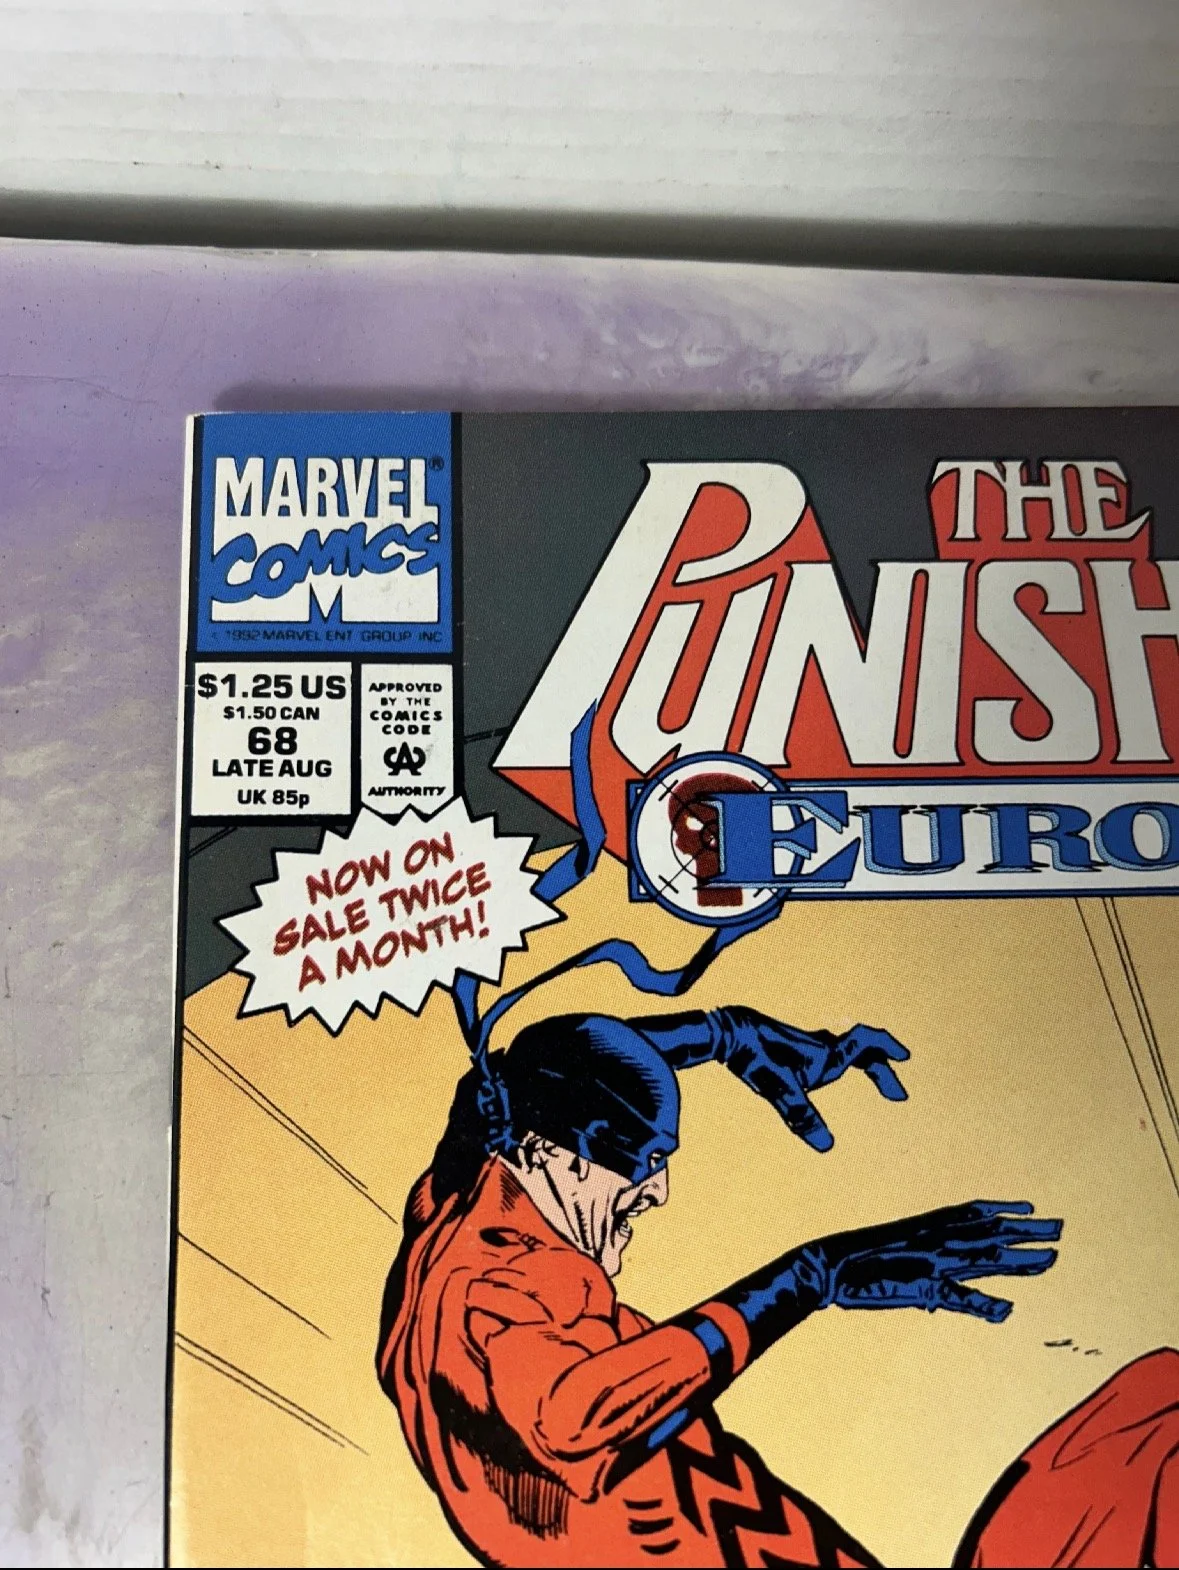 MARVEL®
COMICS
M
© 1992 MARVEL ENT GROUP INC
$1.25 US
$1.50 CAN
68
LATE AUG
UK 85p
APPROVED
BY THE
COMICS
CODE
CA
AUTHORITY
NOW ON
SALE TWICE
A MONTH!
THE
PUNISH
EURO